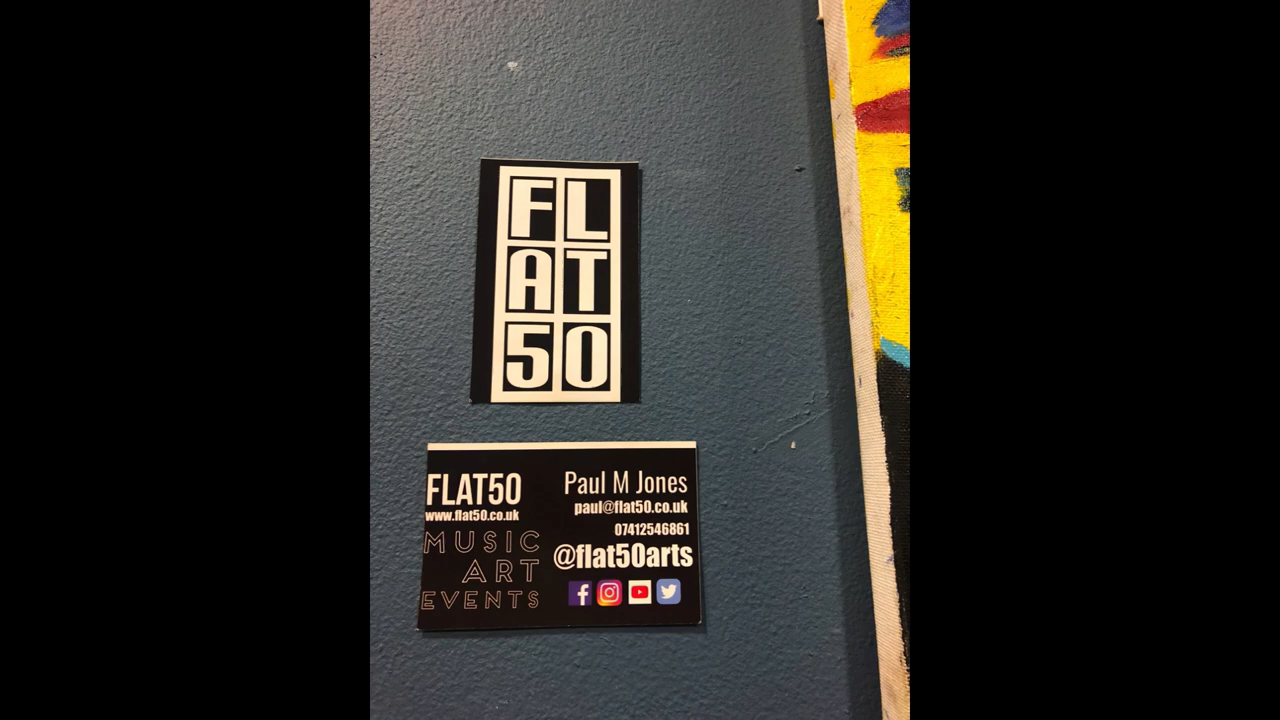 FL
AT
50
FLAT50
www.flat50.co.uk
MUSIC
ART
EVENTS
Paul M Jones
paul@flat50.co.uk
07412546861
@flat50arts